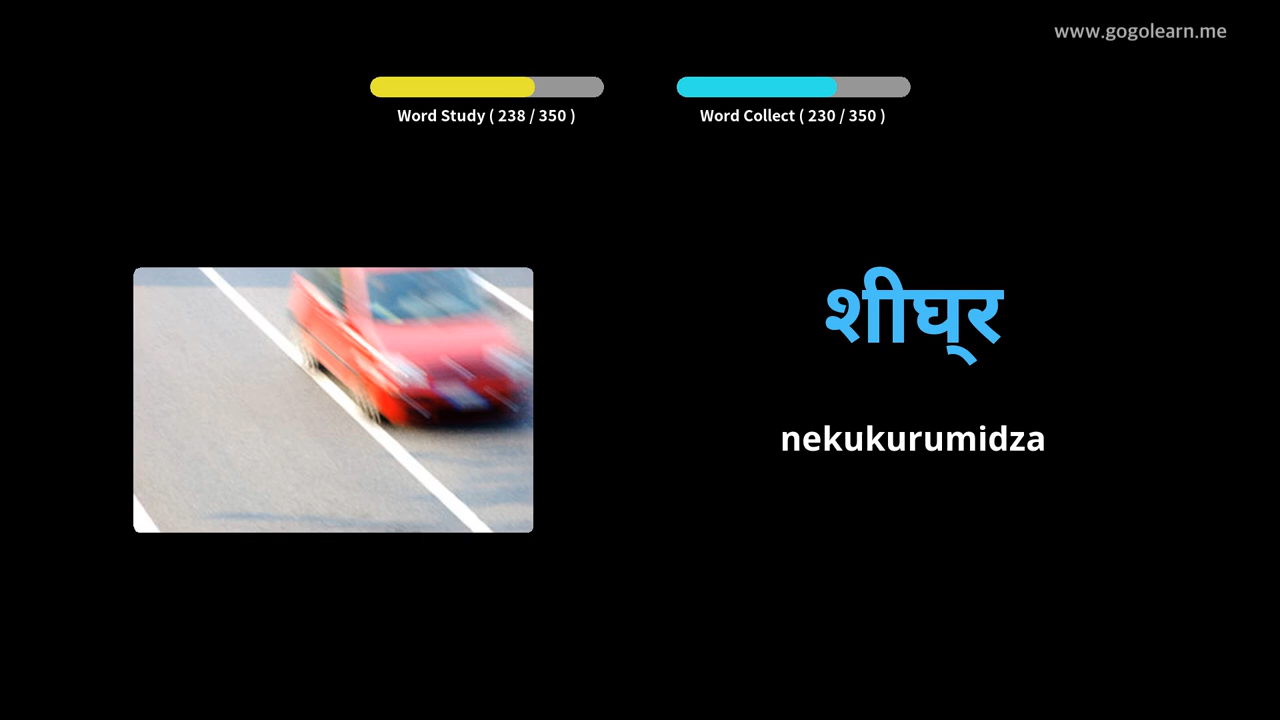 www.gogolearn.me
Word Study ( 238 / 350 )
Word Collect ( 230 / 350 )
शीघ्र
nekukurumidza